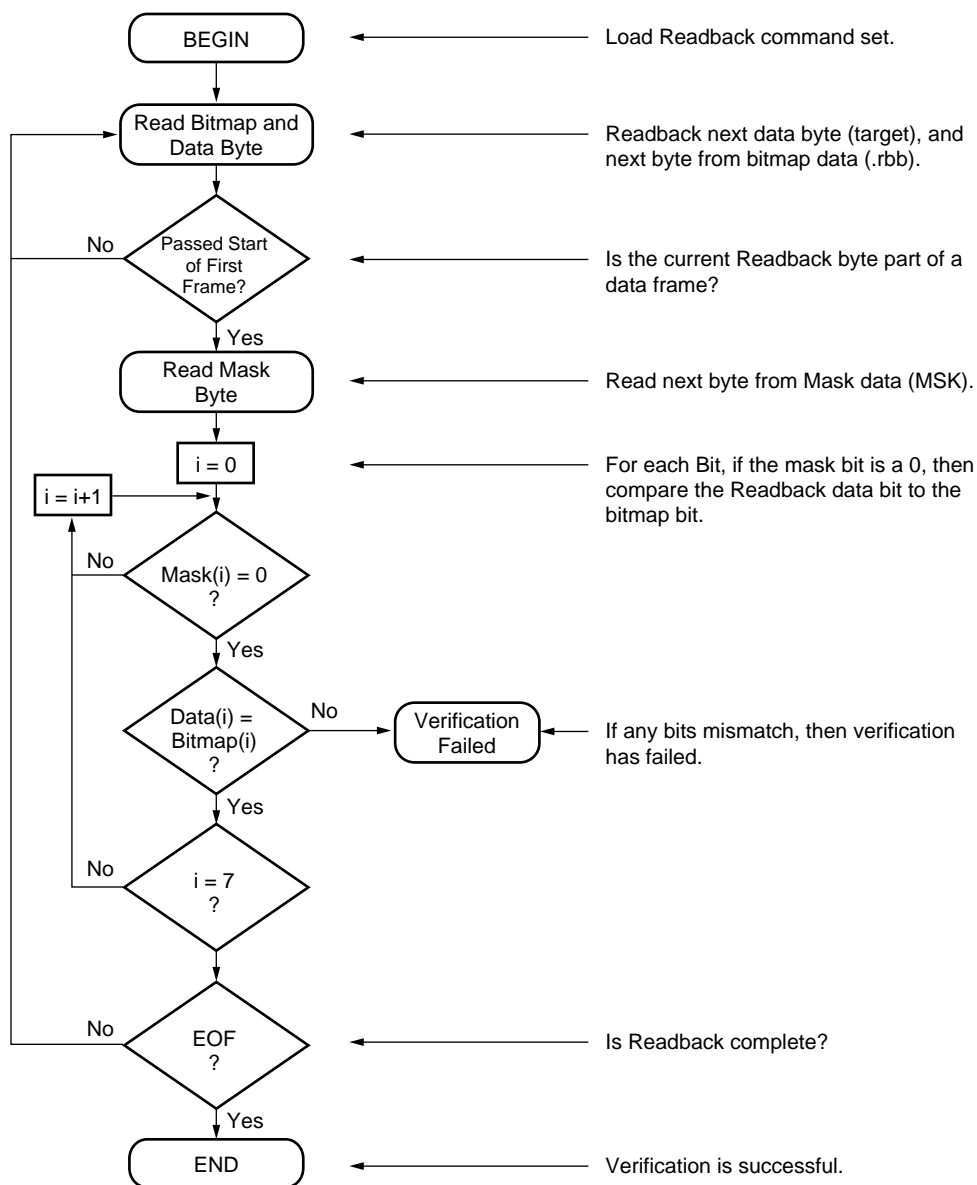 BEGIN
Load Readback command set.
Read Bitmap and
Data Byte
Readback next data byte (target), and
next byte from bitmap data (.rbb).
No
Passed Start
of First
Frame?
Is the current Readback byte part of a
data frame?
Yes
Read Mask
Byte
Read next byte from Mask data (MSK).
i = 0
For each Bit, if the mask bit is a 0, then
compare the Readback data bit to the
bitmap bit.
i = i+1
No
Mask(i) = 0
?
Yes
Data(i) =
Bitmap(i)
?
No
Verification
Failed
If any bits mismatch, then verification
has failed.
Yes
No
i = 7
?
No
EOF
?
Is Readback complete?
Yes
END
Verification is successful.